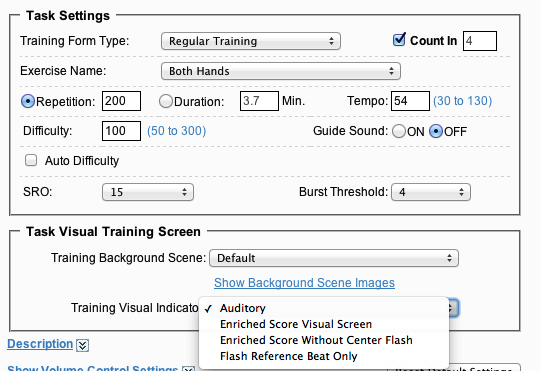 Task Settings
Training Form Type: Regular Training Count In 4
Exercise Name: Both Hands
Repetition: 200 Duration: 3.7 Min. Tempo: 54 (30 to 130)
Difficulty: 100 (50 to 300) Guide Sound: ON OFF
Auto Difficulty
SRO: 15 Burst Threshold: 4
Task Visual Training Screen
Training Background Scene: Default
Show Background Scene Images
Training Visual Indicato ✓ Auditory
Enriched Score Visual Screen
Enriched Score Without Center Flash
Flash Reference Beat Only
Description
Show Volume Control Settings Reset Default Settings